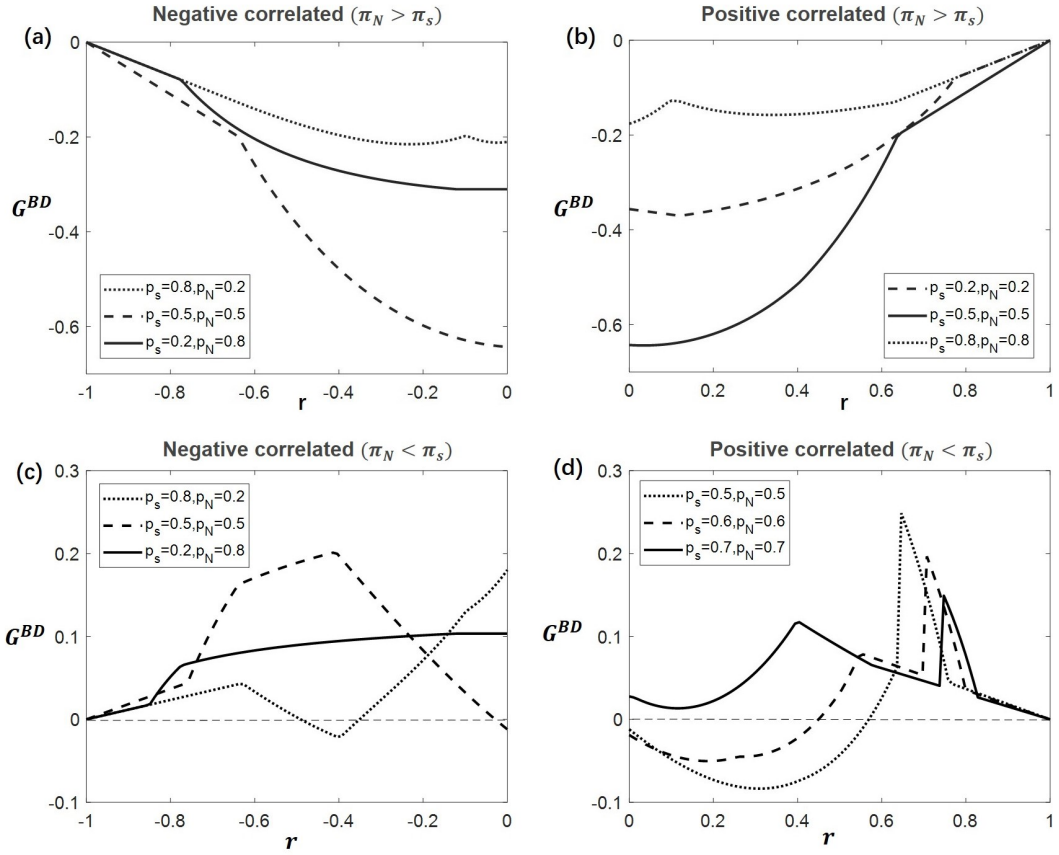 Negative correlated (π_N > π_s)
(a)
0
-0.2
-0.4
-0.6
G^BD
p_s=0.8,p_N=0.2
p_s=0.5,p_N=0.5
p_s=0.2,p_N=0.8
-1
-0.8
-0.6
-0.4
-0.2
0
r
Positive correlated (π_N > π_s)
(b)
0
-0.2
-0.4
-0.6
G^BD
p_s=0.2,p_N=0.2
p_s=0.5,p_N=0.5
p_s=0.8,p_N=0.8
0
0.2
0.4
0.6
0.8
1
r
Negative correlated (π_N < π_s)
(c)
0.3
0.2
0.1
0
-0.1
G^BD
p_s=0.8,p_N=0.2
p_s=0.5,p_N=0.5
p_s=0.2,p_N=0.8
-1
-0.8
-0.6
-0.4
-0.2
0
r
Positive correlated (π_N < π_s)
(d)
0.3
0.2
0.1
0
-0.1
G^BD
p_s=0.5,p_N=0.5
p_s=0.6,p_N=0.6
p_s=0.7,p_N=0.7
0
0.2
0.4
0.6
0.8
1
r